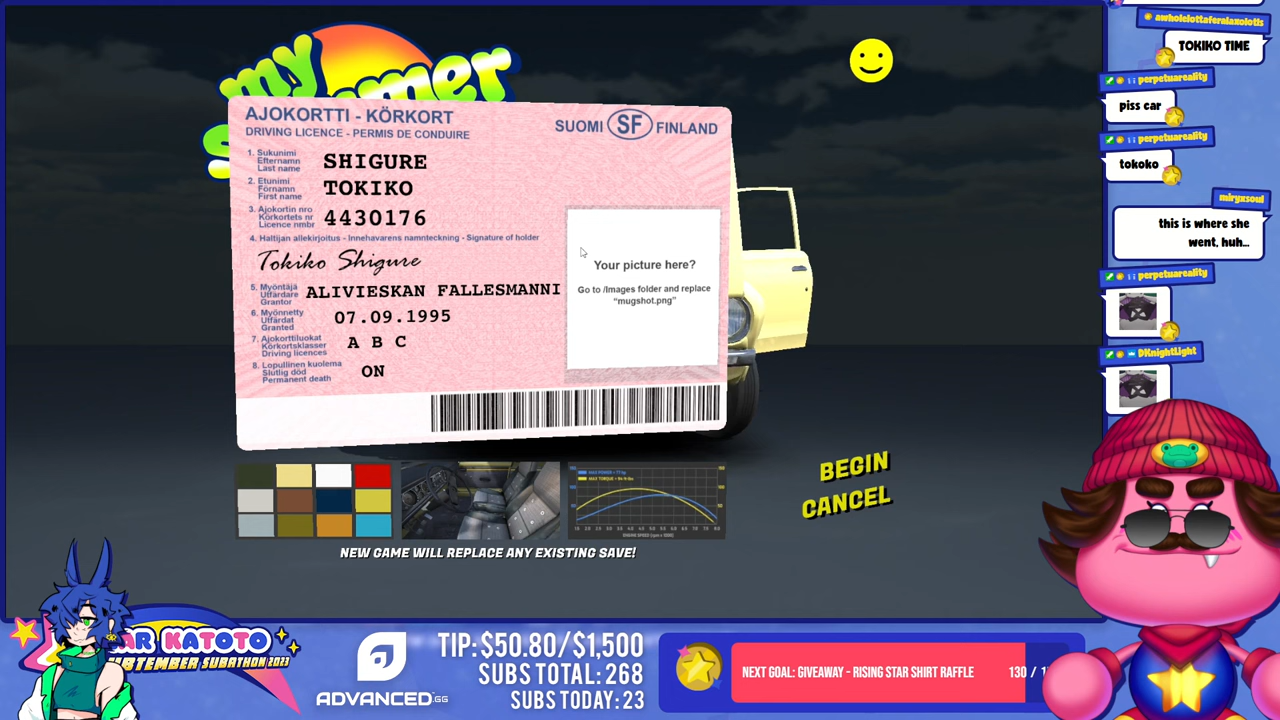 my
summer
AJOKORTTI - KÖRKORT
DRIVING LICENCE - PERMIS DE CONDUIRE
SUOMI SF FINLAND
1. Sukunimi
Efternamn
Last name
SHIGURE
2. Etunimi
Förnamn
First name
TOKIKO
3. Ajokortin nro
Körkortets nr
Licence nmbr
4430176
4. Haltijan allekirjoitus - Innehavarens namnteckning - Signature of holder
Tokiko Shigure
5. Myöntäjä
Utfärdare
Grantor
ALIVIESKAN FALLESMANNI
6. Myönnetty
Utfärdat
Granted
07.09.1995
7. Ajokorttiluokat
Körkortsklasser
Driving licences
A B C
8. Lopullinen kuolema
Slutlig död
Permanent death
ON
Your picture here?
Go to /Images folder and replace
"mugshot.png"
BEGIN
CANCEL
NEW GAME WILL REPLACE ANY EXISTING SAVE!
awholelottaferalaxolotls
TOKIKO TIME
perpetuareality
piss car
perpetuareality
tokoko
miryxsoul
this is where she
went, huh...
perpetuareality
DKnightLight
KATOTO
SUBATHON 2023
ADVANCED.GG
TIP: $50.80/$1,500
SUBS TOTAL: 268
SUBS TODAY: 23
NEXT GOAL: GIVEAWAY - RISING STAR SHIRT RAFFLE
130 /